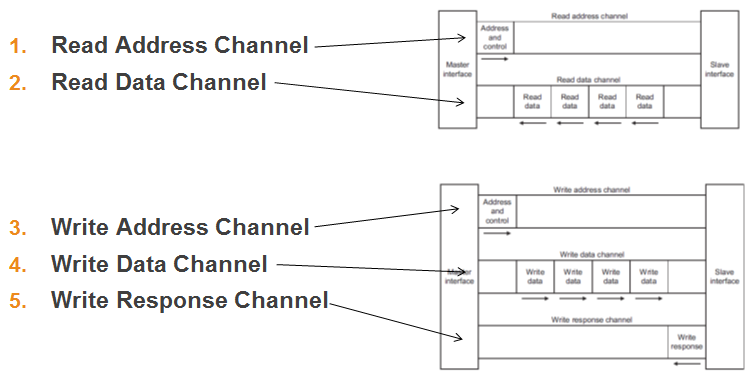 1. Read Address Channel
2. Read Data Channel
Read address channel
Address
and
control
Master
interface
Slave
interface
Read data channel
Read
data
Read
data
Read
data
Read
data
3. Write Address Channel
4. Write Data Channel
5. Write Response Channel
Write address channel
Address
and
control
Write data channel
Master
interface
Write
data
Write
data
Write
data
Write
data
Slave
interface
Write response channel
Write
response